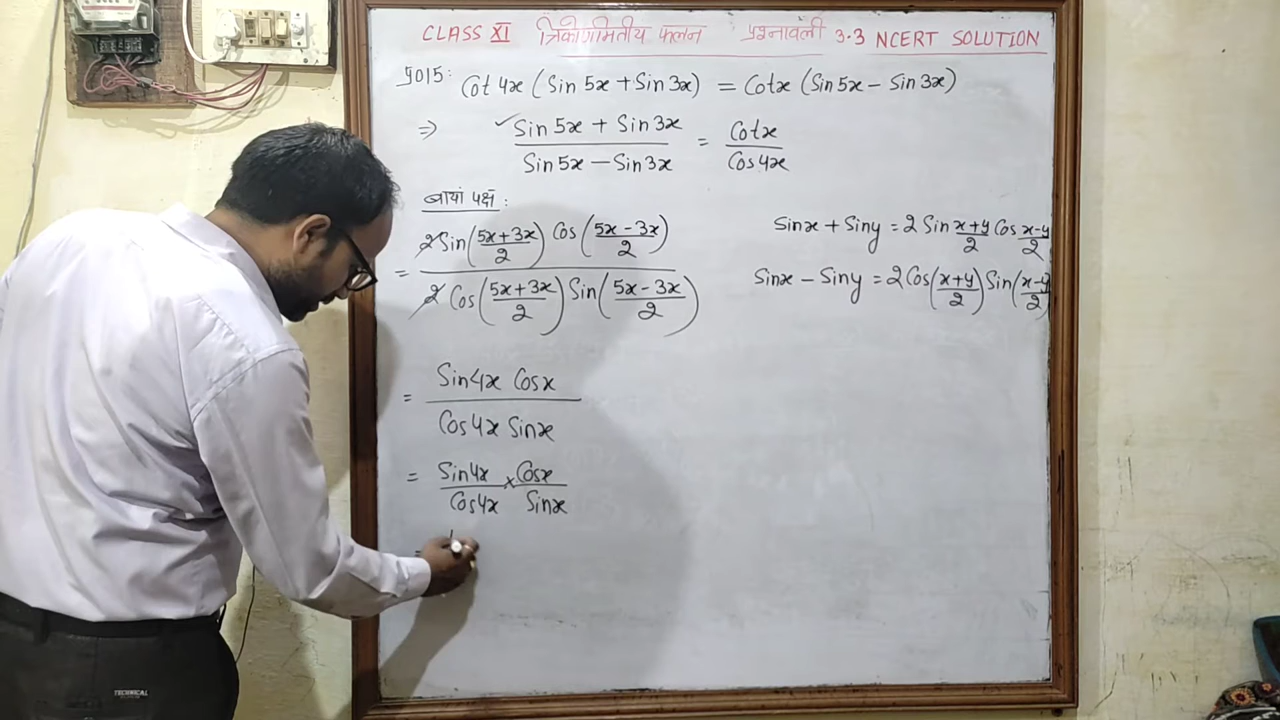 CLASS XI त्रिकोणमितीय फलन प्रश्नावली 3.3 NCERT SOLUTION
प्र015: Cot 4x (Sin 5x + Sin 3x) = Cotx (Sin 5x − Sin 3x)
⇒ ✓Sin 5x + Sin 3x / Sin 5x − Sin 3x = Cotx / Cos 4x
बायां पक्ष :
= 2 Sin(5x+3x / 2) Cos(5x−3x / 2) / 2 Cos(5x+3x / 2) Sin(5x−3x / 2)
Sinx + Siny = 2 Sin x+y / 2 Cos x−y / 2
Sinx − Siny = 2 Cos(x+y / 2) Sin(x−y / 2
= Sin4x Cosx / Cos4x Sinx
= Sin4x / Cos4x × Cosx / Sinx
=
TECHNICAL